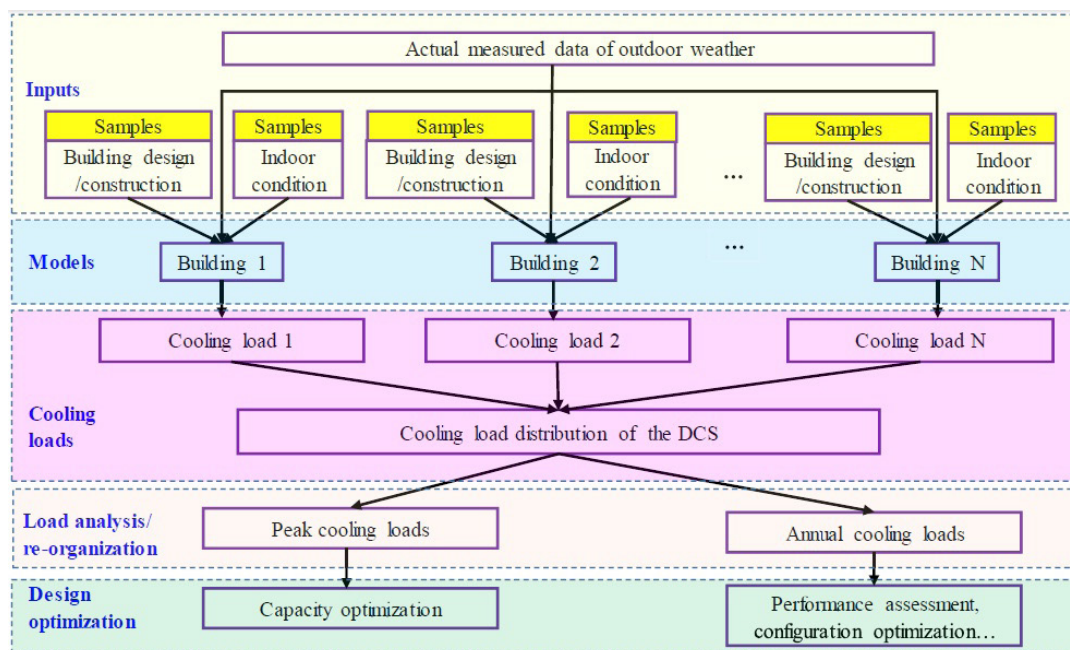 Actual measured data of outdoor weather
Inputs
Samples
Building design
/construction
Samples
Indoor
condition
Samples
Building design
/construction
Samples
Indoor
condition
...
Samples
Building design
/construction
Samples
Indoor
condition
Models
Building 1
Building 2
...
Building N
Cooling load 1
Cooling load 2
Cooling load N
Cooling
loads
Cooling load distribution of the DCS
Load analysis/
re-organization
Peak cooling loads
Annual cooling loads
Design
optimization
Capacity optimization
Performance assessment,
configuration optimization...